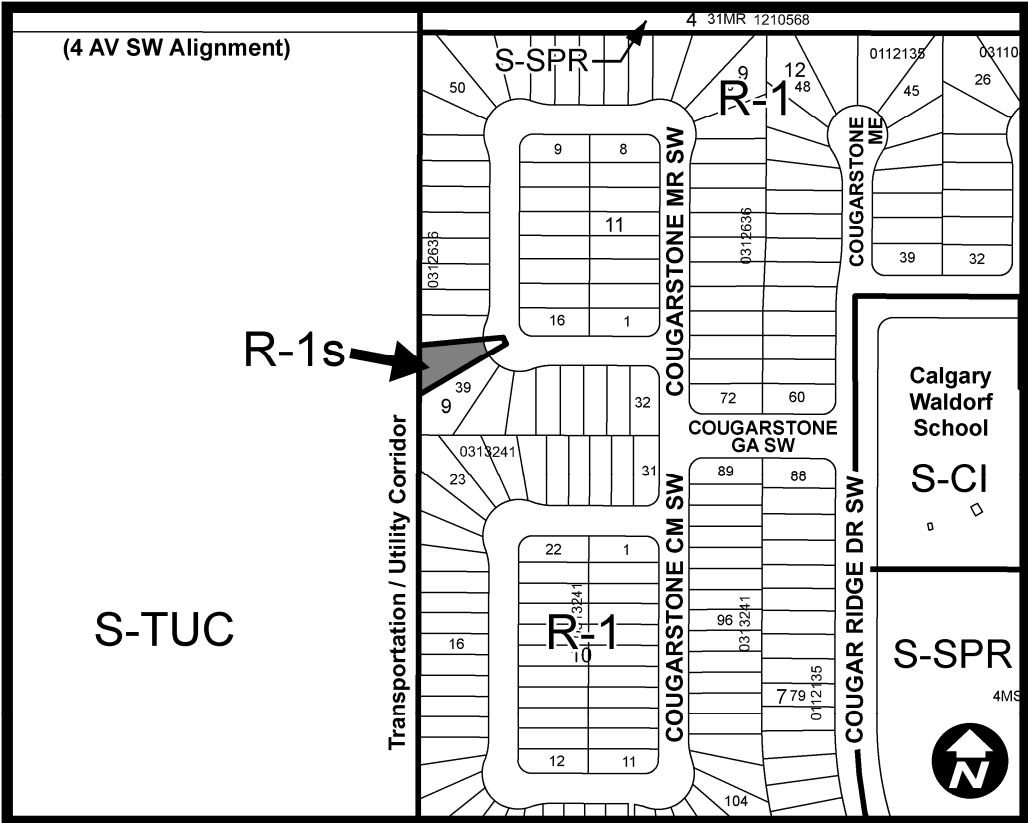 4 31MR 1210568
(4 AV SW Alignment)
S-SPR
50
9
R-1
12
48
0112135
45
26
COUGARSTONE
ME
9 8
11
16 1
0312636
COUGARSTONE MR SW
0312636
39 32
72 60
R-1s
39
9
32
COUGARSTONE
GA SW
Calgary
Waldorf
School
S-CI
0313241
23
31
89 88
Transportation / Utility Corridor
S-TUC
22 1
R-1
10
16
12 11
COUGARSTONE CM SW
96
0313241
7 79
0112135
104
COUGAR RIDGE DR SW
S-SPR
N